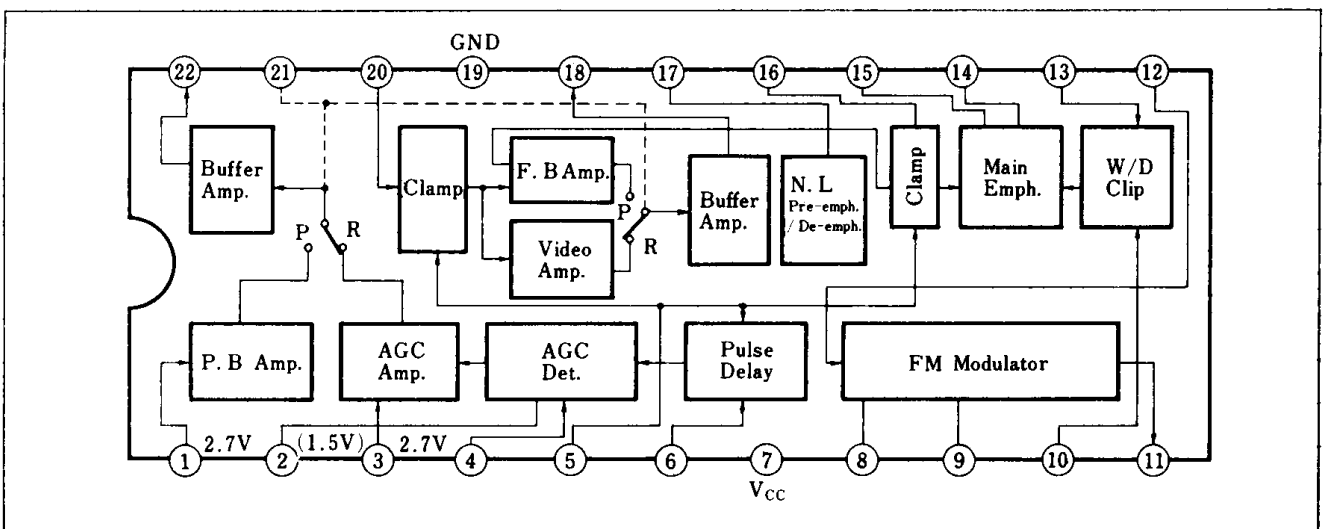 GND
22 21 20 19 18 17 16 15 14 13 12
Buffer
Amp.
Clamp
F. B Amp.
P
R
Video
Amp.
Buffer
Amp.
N. L
Pre-emph.
/ De-emph.
Clamp
Main
Emph.
W/D
Clip
P R
P. B Amp.
AGC
Amp.
AGC
Det.
Pulse
Delay
FM Modulator
2.7V (1.5V) 2.7V
1 2 3 4 5 6 7 8 9 10 11
VCC